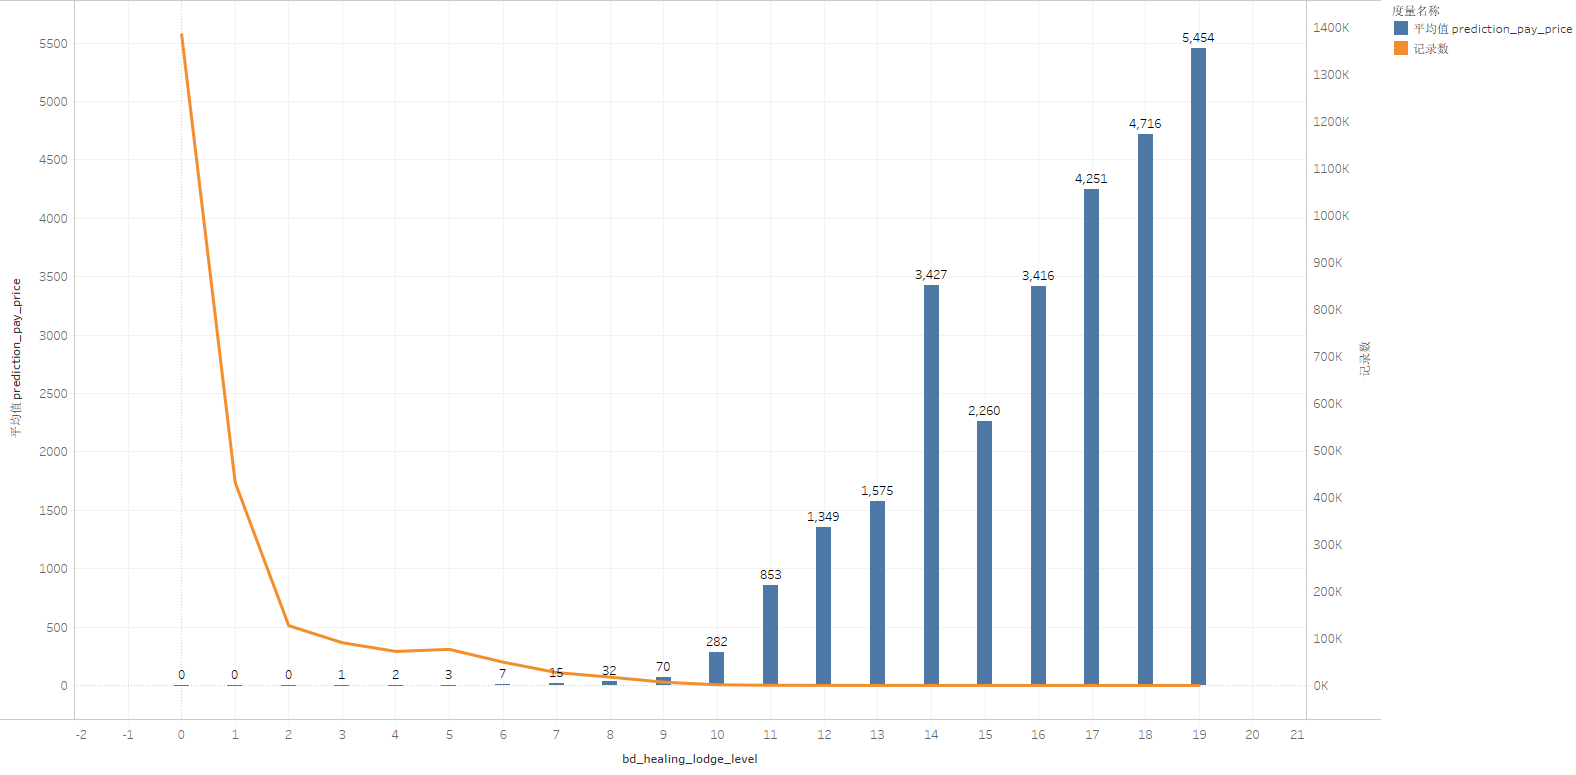 度量名称
平均值 prediction_pay_price
记录数
平均值 prediction_pay_price
5500
5000
4500
4000
3500
3000
2500
2000
1500
1000
500
0
0
0
0
1
2
3
7
15
32
70
282
853
1,349
1,575
3,427
2,260
3,416
4,251
4,716
5,454
1400K
1300K
1200K
1100K
1000K
900K
800K
700K
600K
500K
400K
300K
200K
100K
0K
记录数
-2 -1 0 1 2 3 4 5 6 7 8 9 10 11 12 13 14 15 16 17 18 19 20 21
bd_healing_lodge_level